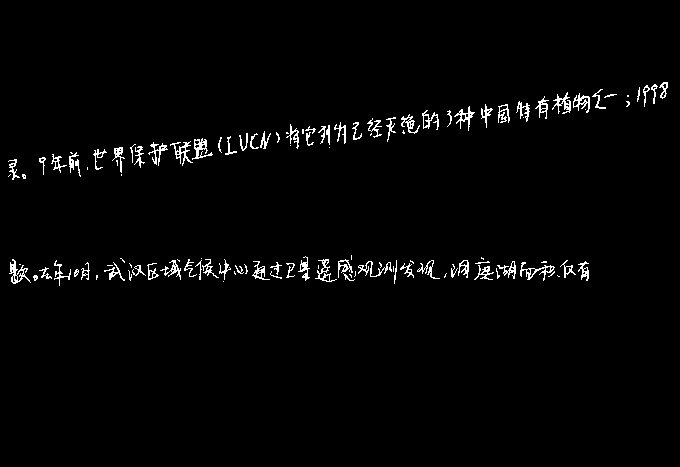 灵。9年前，世界保护联盟(IUCN)将它列为已经灭绝的3种中国特有植物之一；1998
题。去年10月，武汉区域气候中心通过卫星遥感观测发现，洞庭湖面积仅有